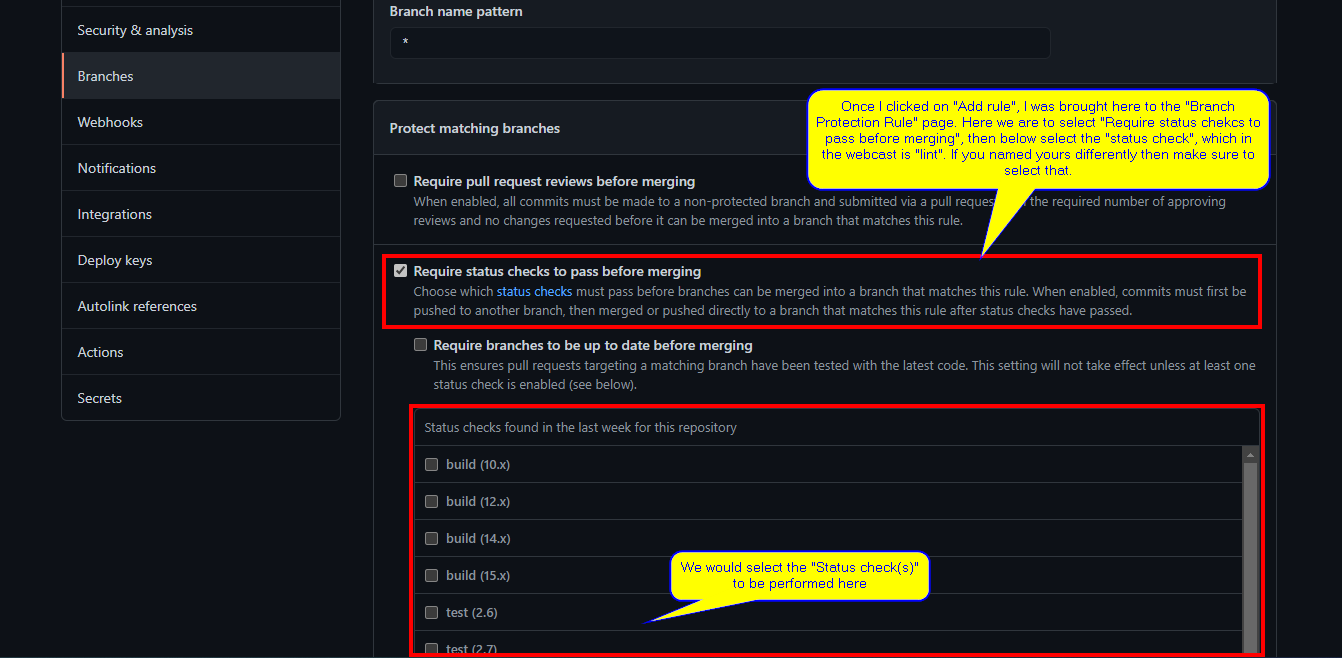 Security & analysis
Branches
Webhooks
Notifications
Integrations
Deploy keys
Autolink references
Actions
Secrets
Branch name pattern
*
Protect matching branches
Once I clicked on "Add rule", I was brought here to the "Branch
Protection Rule" page. Here we are to select "Require status chekcs to
pass before merging", then below select the "status check", which in
the webcast is "lint". If you named yours differently then make sure to
select that.
Require pull request reviews before merging
When enabled, all commits must be made to a non-protected branch and submitted via a pull request the required number of approving
reviews and no changes requested before it can be merged into a branch that matches this rule.
Require status checks to pass before merging
Choose which status checks must pass before branches can be merged into a branch that matches this rule. When enabled, commits must first be
pushed to another branch, then merged or pushed directly to a branch that matches this rule after status checks have passed.
Require branches to be up to date before merging
This ensures pull requests targeting a matching branch have been tested with the latest code. This setting will not take effect unless at least one
status check is enabled (see below).
Status checks found in the last week for this repository
build (10.x)
build (12.x)
build (14.x)
build (15.x)
We would select the "Status check(s)"
to be performed here
test (2.6)
test (2.7)